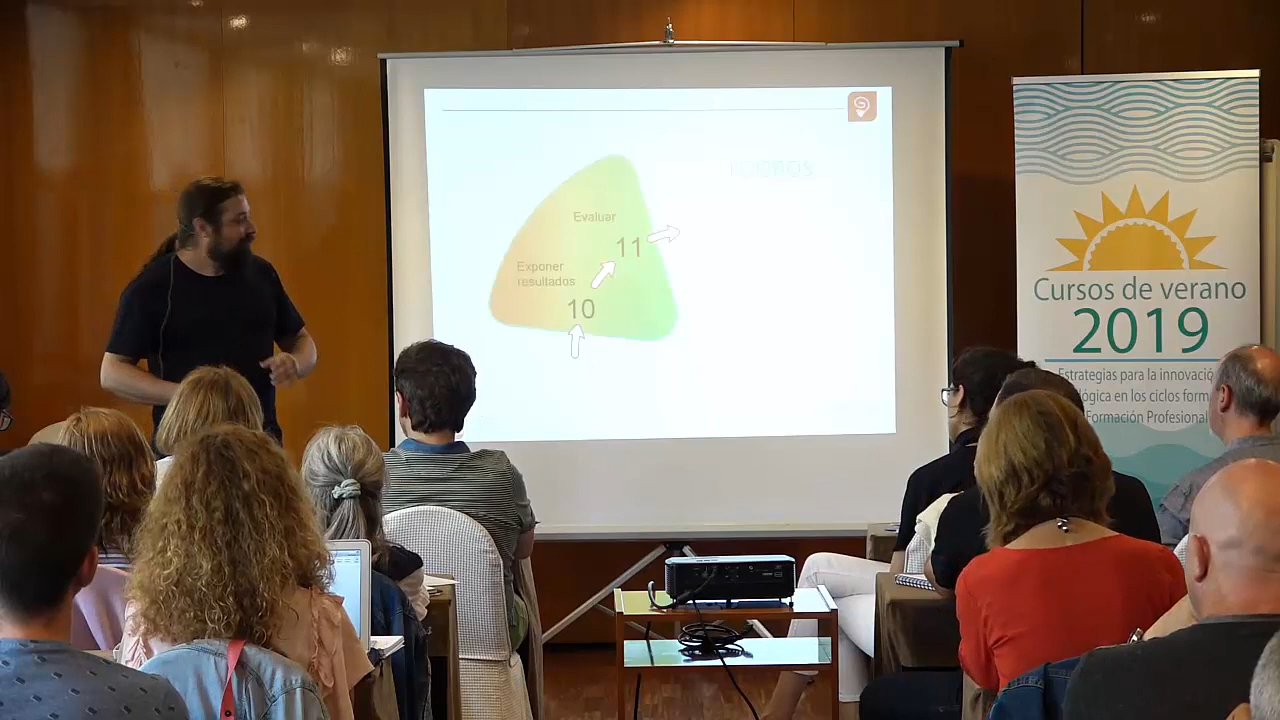 Evaluar
11
Exponer
resultados
10
Cursos de verano
2019
Estrategias para la innovació
lógica en los ciclos form
Formación Profesional